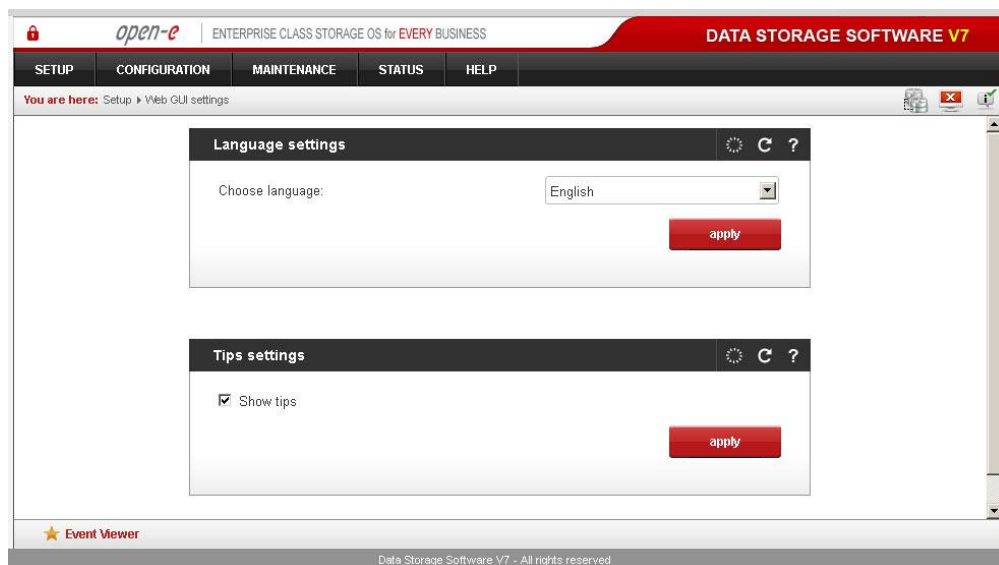 open-e ENTERPRISE CLASS STORAGE OS for EVERY BUSINESS DATA STORAGE SOFTWARE V7
SETUP CONFIGURATION MAINTENANCE STATUS HELP
You are here: Setup ▸ Web GUI settings
Language settings ?
Choose language: English
apply
Tips settings ?
Show tips
apply
Event Viewer
Data Storage Software V7 - All rights reserved